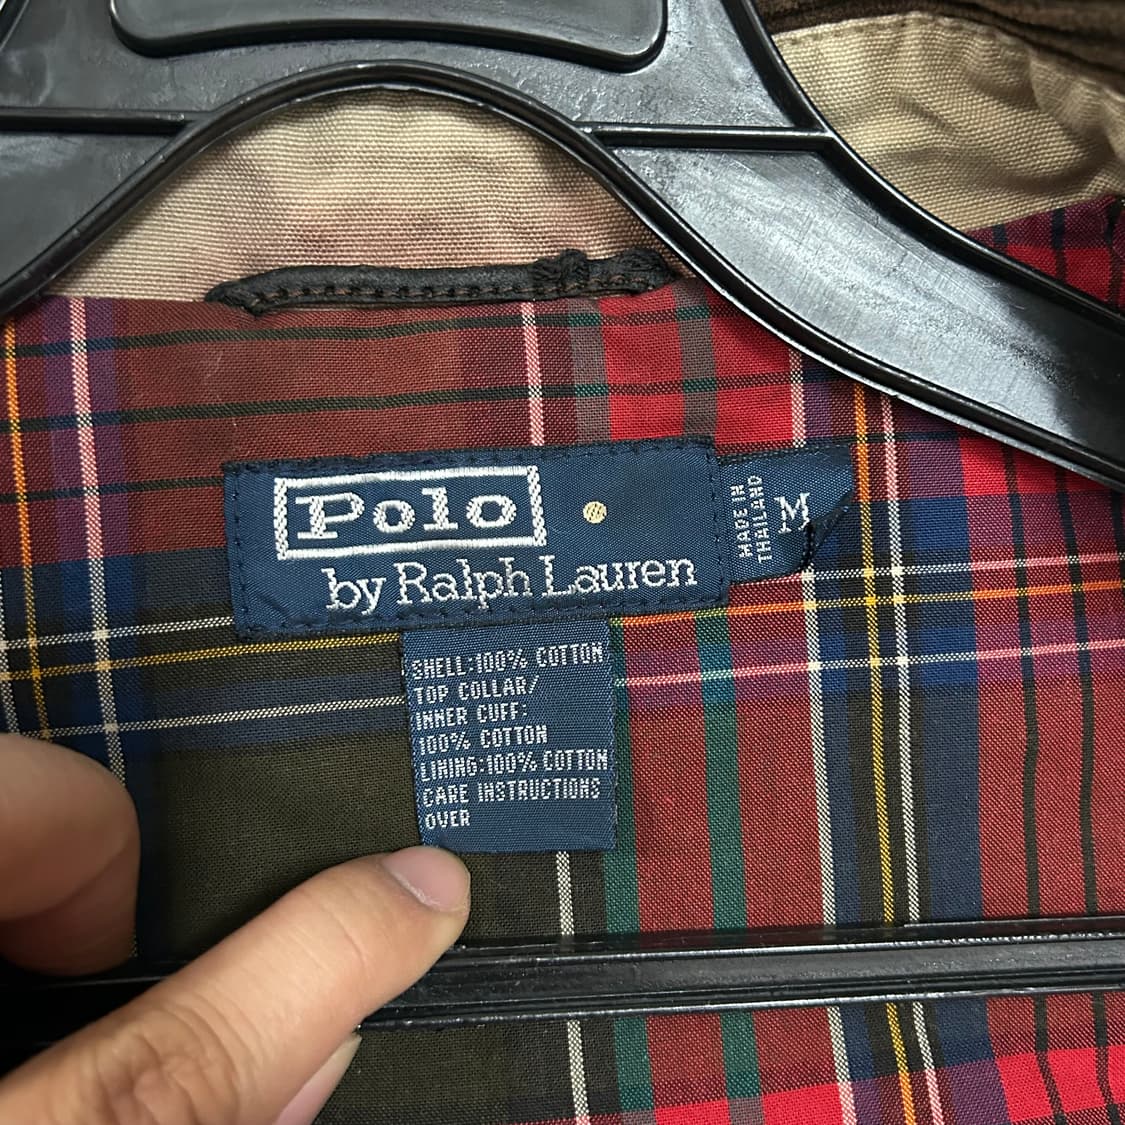 Polo
by Ralph Lauren
MADE IN
THAILAND
M
SHELL:100% COTTON
TOP COLLAR/
INNER CUFF:
100% COTTON
LINING:100% COTTON
CARE INSTRUCTIONS
OVER